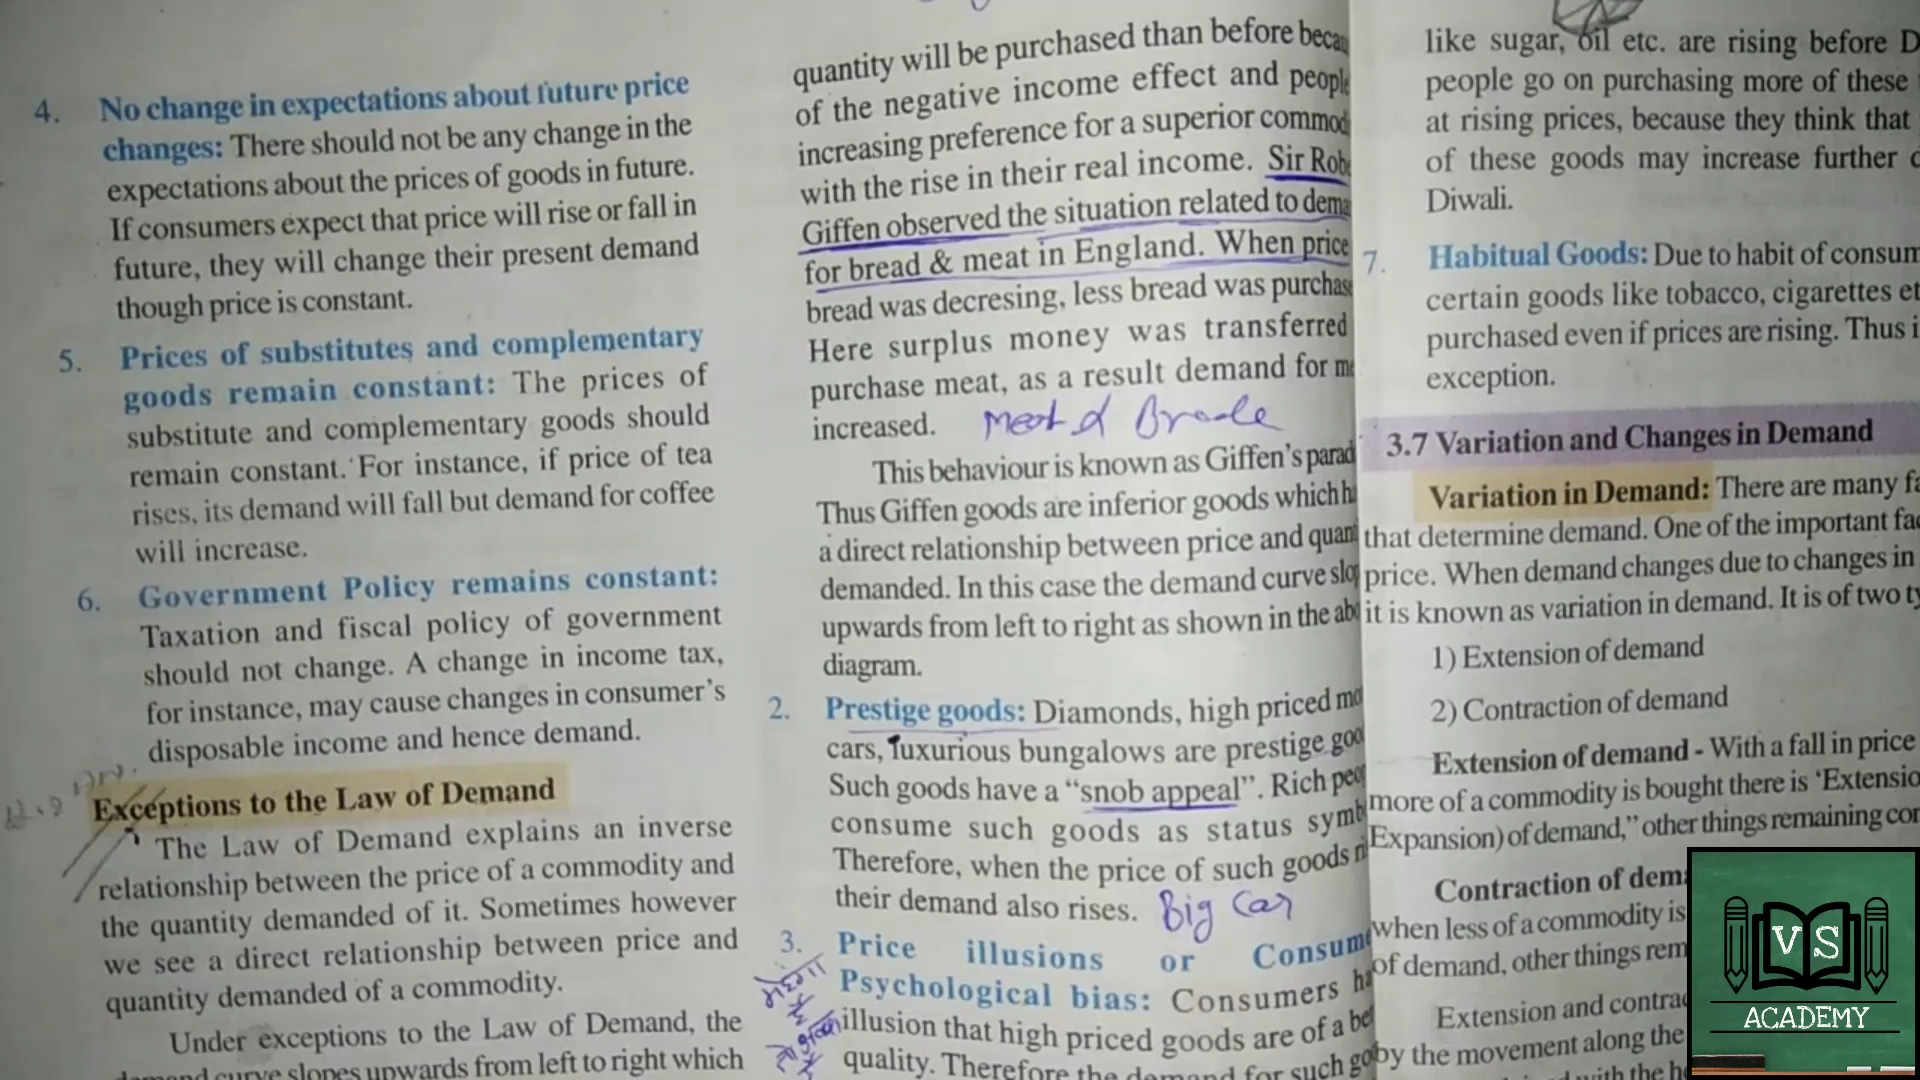 4. No change in expectations about future price
changes: There should not be any change in the
expectations about the prices of goods in future.
If consumers expect that price will rise or fall in
future, they will change their present demand
though price is constant.
5. Prices of substitutes and complementary
goods remain constant: The prices of
substitute and complementary goods should
remain constant. For instance, if price of tea
rises, its demand will fall but demand for coffee
will increase.
6. Government Policy remains constant:
Taxation and fiscal policy of government
should not change. A change in income tax,
for instance, may cause changes in consumer's
disposable income and hence demand.
Exceptions to the Law of Demand
The Law of Demand explains an inverse
relationship between the price of a commodity and
the quantity demanded of it. Sometimes however
we see a direct relationship between price and
quantity demanded of a commodity.
Under exceptions to the Law of Demand, the
demand curve slopes upwards from left to right which
quantity will be purchased than before
of the negative income effect and
increasing preference for a superior
with the rise in their real income. Sir
Giffen observed the situation related to
for bread & meat in England. When price
bread was decresing, less bread was
Here surplus money was transferred
purchase meat, as a result demand for
increased. Meat &
This behaviour is known as Giffen's
Thus Giffen goods are inferior goods which
a direct relationship between price and
demanded. In this case the demand curve
upwards from left to right as shown in the
diagram.
2. Prestige goods: Diamonds, high priced
cars, luxurious bungalows are prestige
Such goods have a "snob appeal". Rich
consume such goods as status
Therefore, when the price of such goods
their demand also rises. Big Car
3. Price illusions or
Psychological bias: Consumers
illusion that high priced goods are of a
quality. Therefore the demand for such
like sugar, oil etc. are rising before
people go on purchasing more of these
at rising prices, because they think that
of these goods may increase further
Diwali.
7. Habitual Goods: Due to habit of
certain goods like tobacco, cigarettes
purchased even if prices are rising. Thus
exception.
3.7 Variation and Changes in Demand
Variation in Demand: There are many
that determine demand. One of the important
price. When demand changes due to changes in
it is known as variation in demand. It is of two
1) Extension of demand
2) Contraction of demand
Extension of demand - With a fall in price
more of a commodity is bought there is
Expansion) of demand," other things remaining
Contraction of
when less of a commodity is
of demand, other things
Extension and
by the movement along the
with the
VS
ACADEMY